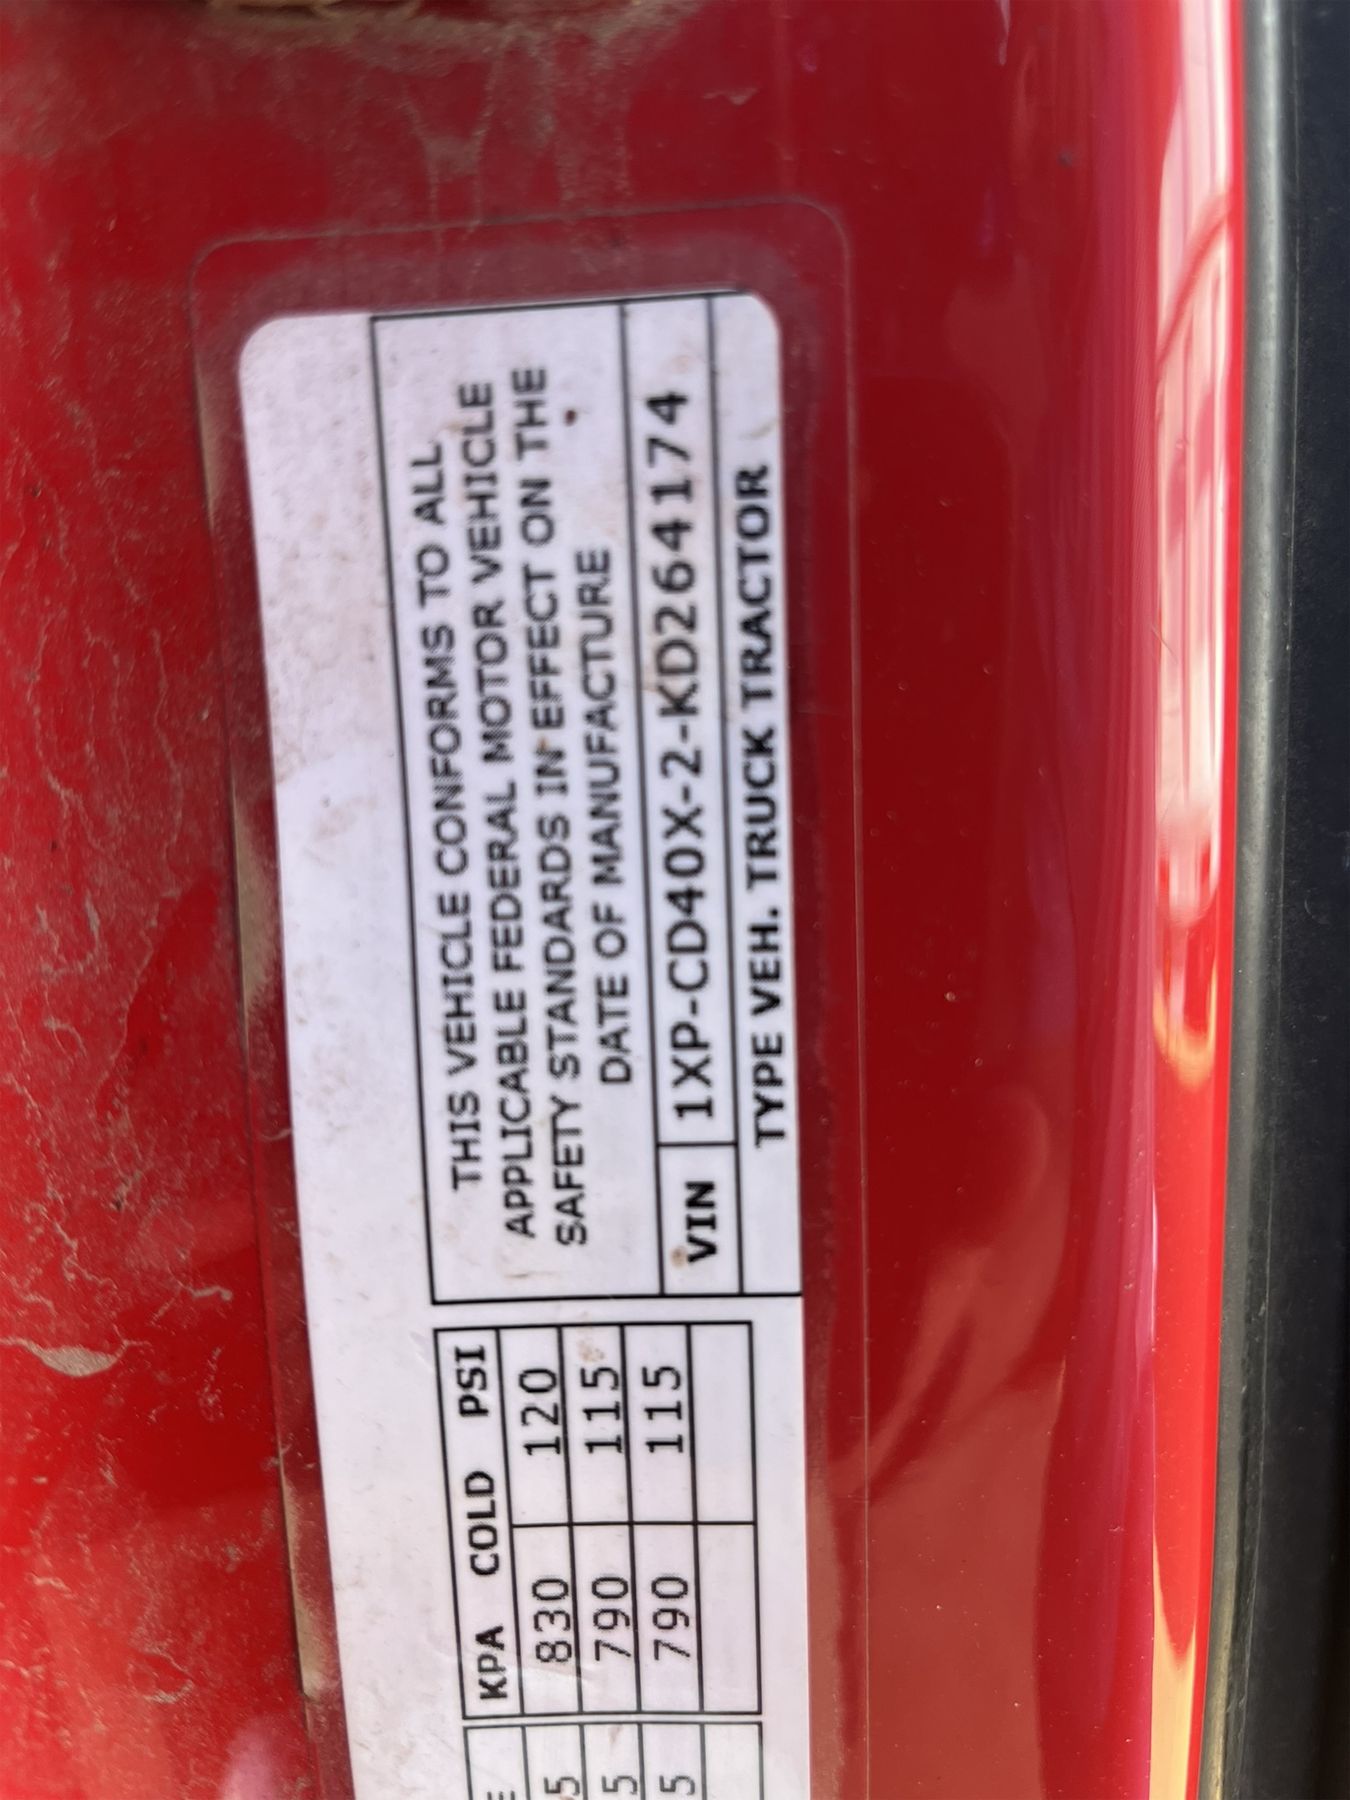 KPA COLD PSI
830 120
790 115
790 115
THIS VEHICLE CONFORMS TO ALL
APPLICABLE FEDERAL MOTOR VEHICLE
SAFETY STANDARDS IN EFFECT ON THE
DATE OF MANUFACTURE
VIN 1XP-CD40X-2-KD264174
TYPE VEH. TRUCK TRACTOR